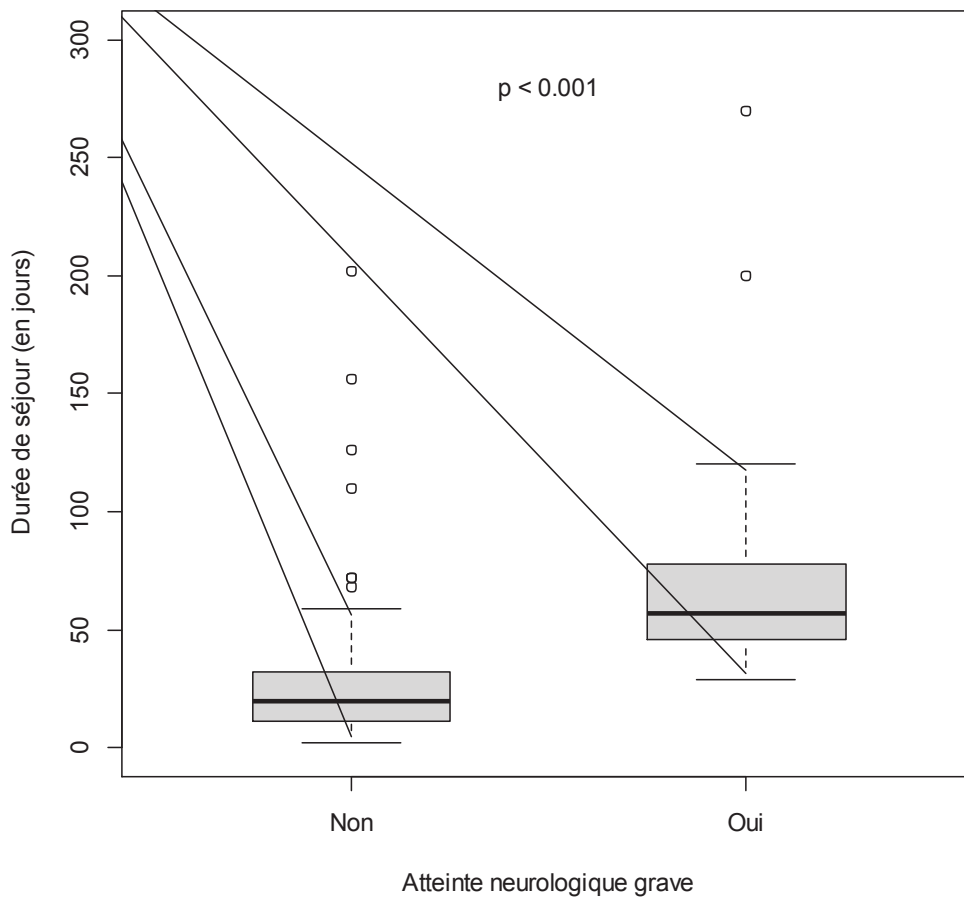 p < 0.001
Durée de séjour (en jours)
300
250
200
150
100
50
0
Non
Oui
Atteinte neurologique grave